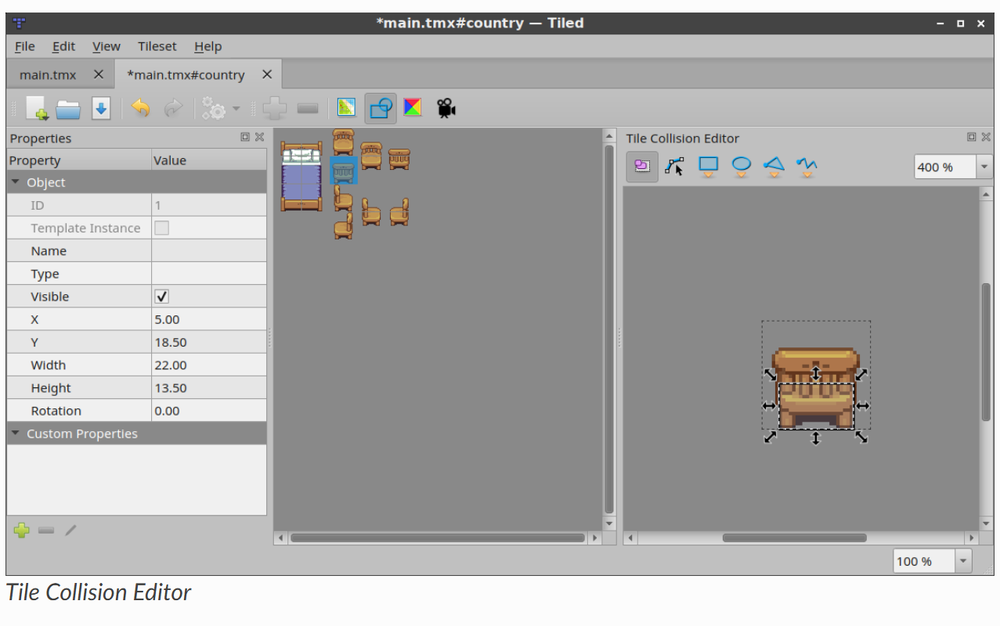 *main.tmx#country — Tiled
File Edit View Tileset Help
main.tmx *main.tmx#country
Properties
Property Value
Object
ID 1
Template Instance
Name
Type
Visible
X 5.00
Y 18.50
Width 22.00
Height 13.50
Rotation 0.00
Custom Properties
Tile Collision Editor
400 %
100 %
Tile Collision Editor